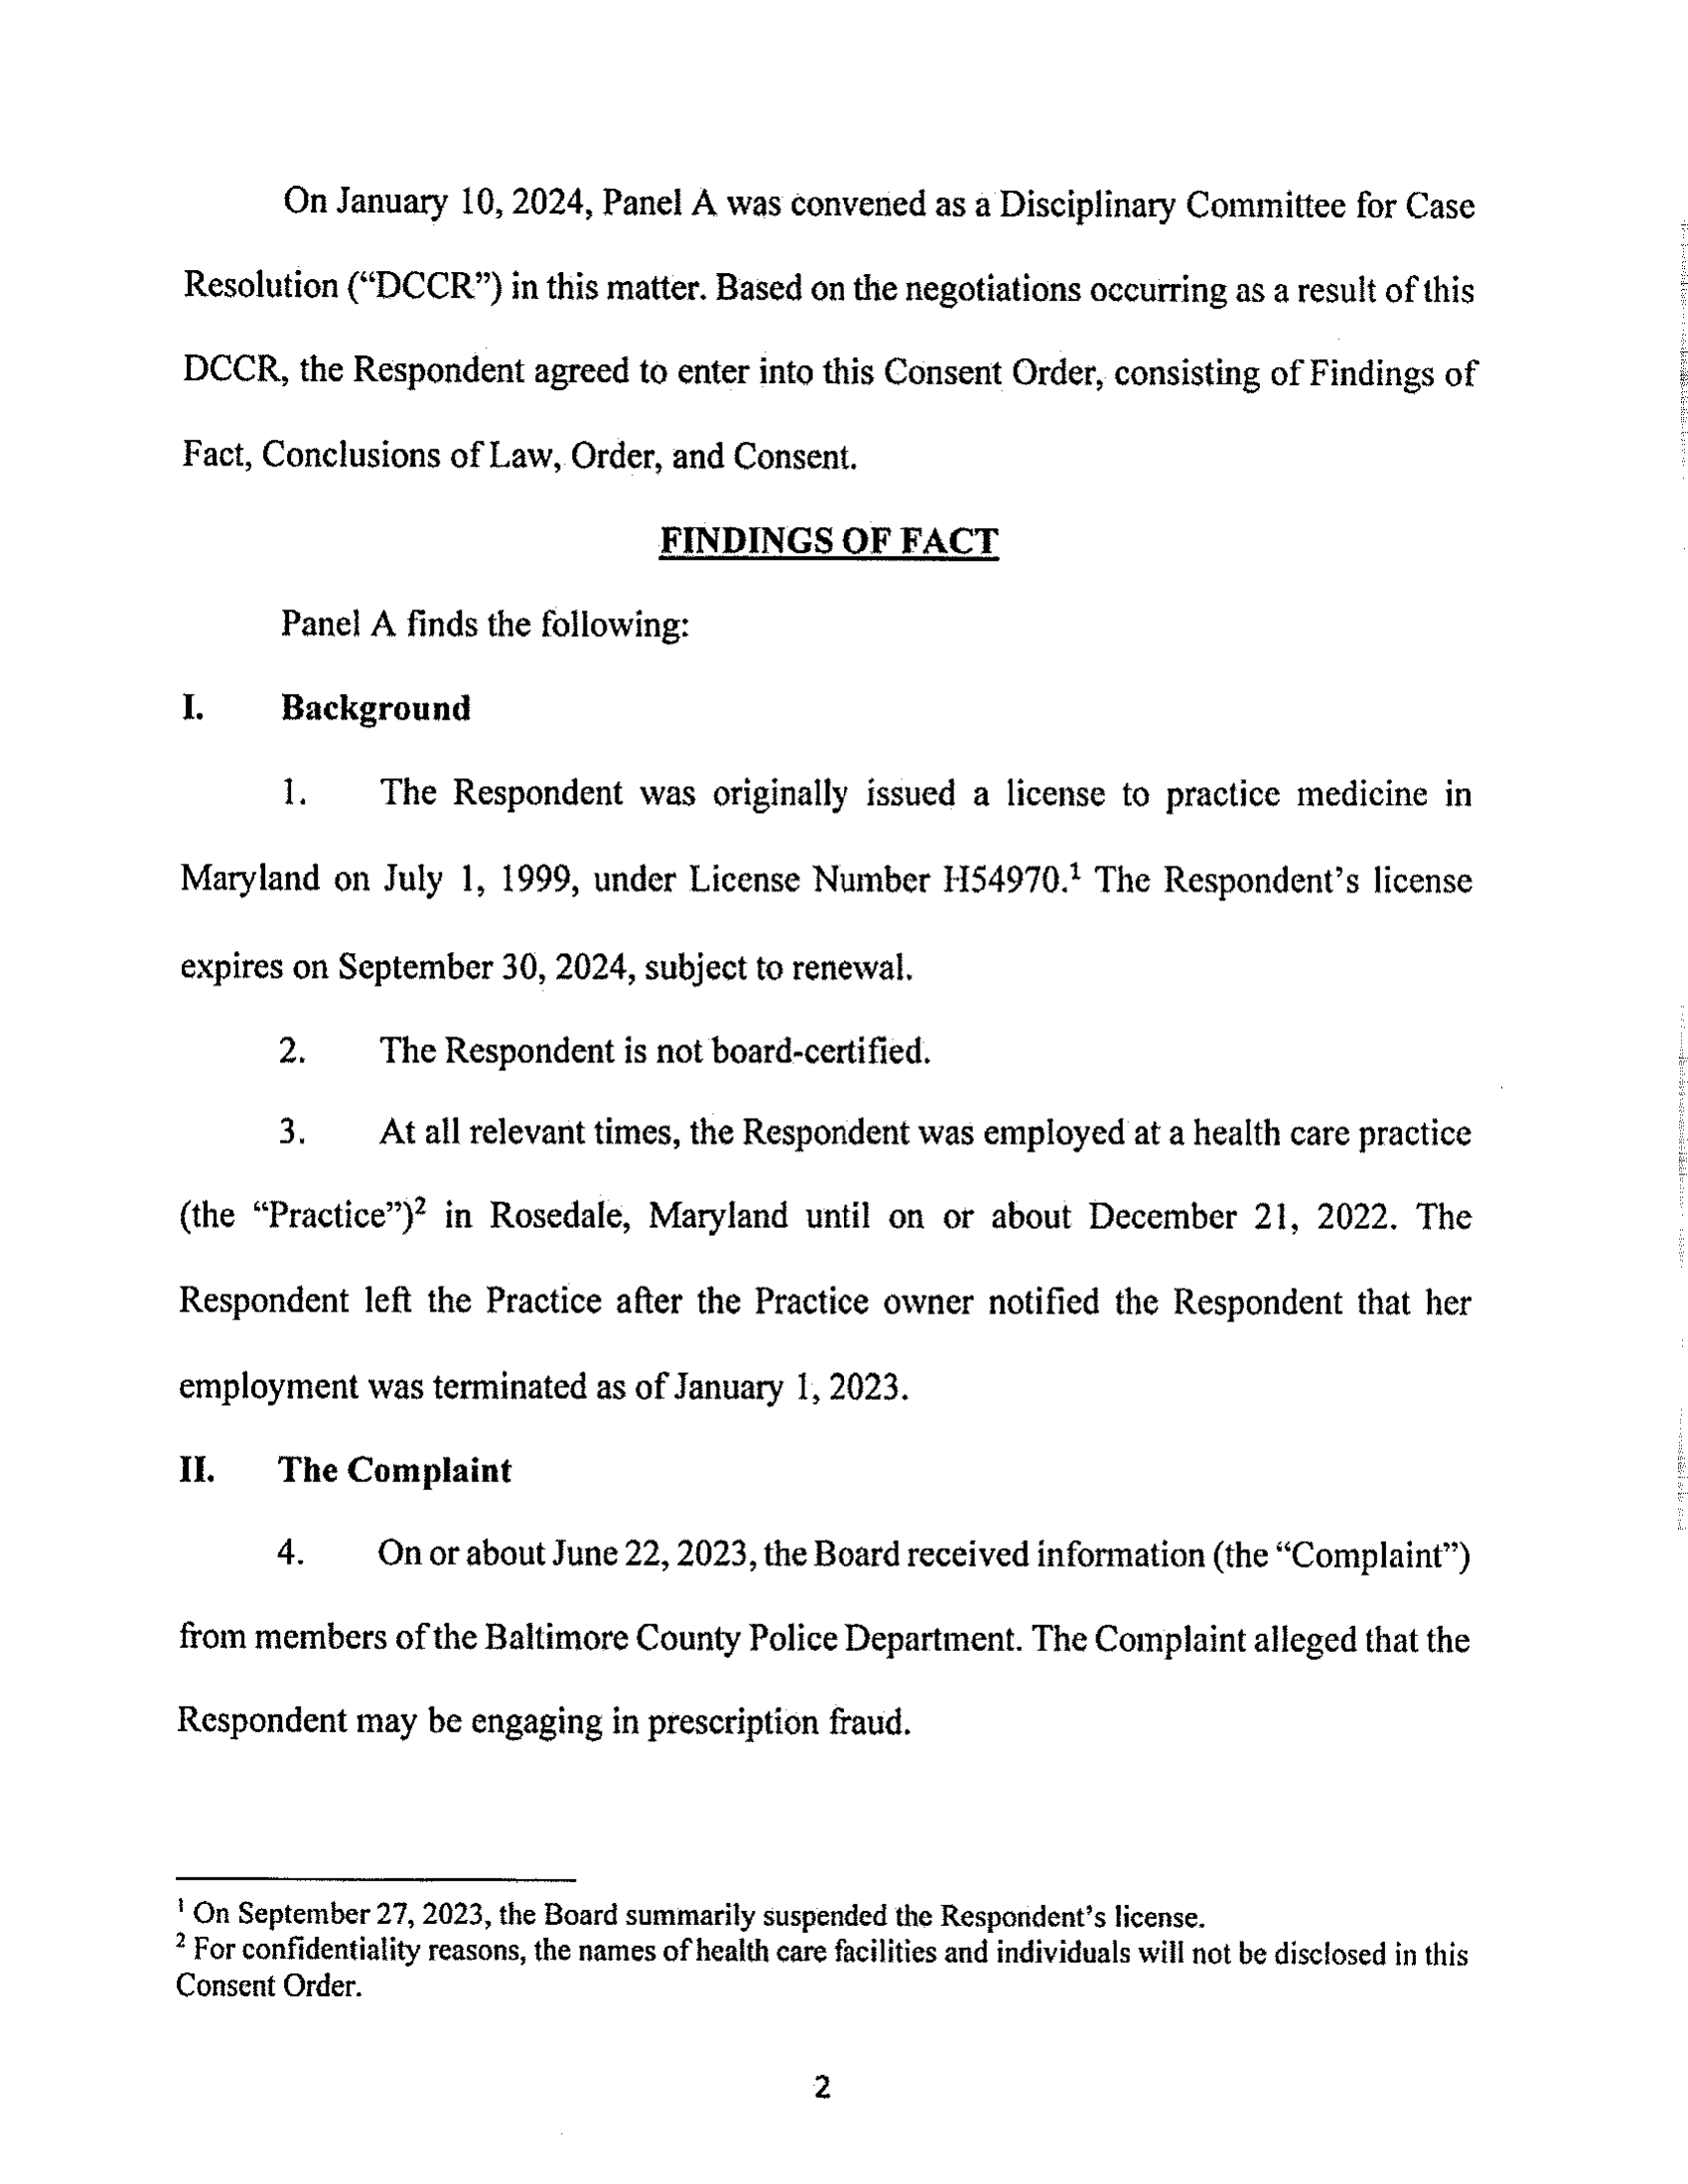 On January 10, 2024, Panel A was convened as a Disciplinary Committee for Case
Resolution (“DCCR”) in this matter. Based on the negotiations occurring as a result of this
DCCR, the Respondent agreed to enter into this Consent Order, consisting of Findings of
Fact, Conclusions of Law, Order, and Consent.
FINDINGS OF FACT
Panel A finds the following:
I. Background
1. The Respondent was originally issued a license to practice medicine in
Maryland on July 1, 1999, under License Number H54970.¹ The Respondent’s license
expires on September 30, 2024, subject to renewal.
2. The Respondent is not board-certified.
3. At all relevant times, the Respondent was employed at a health care practice
(the “Practice”)² in Rosedale, Maryland until on or about December 21, 2022. The
Respondent left the Practice after the Practice owner notified the Respondent that her
employment was terminated as of January 1, 2023.
II. The Complaint
4. On or about June 22, 2023, the Board received information (the “Complaint”)
from members of the Baltimore County Police Department. The Complaint alleged that the
Respondent may be engaging in prescription fraud.
¹ On September 27, 2023, the Board summarily suspended the Respondent’s license.
² For confidentiality reasons, the names of health care facilities and individuals will not be disclosed in this
Consent Order.
2